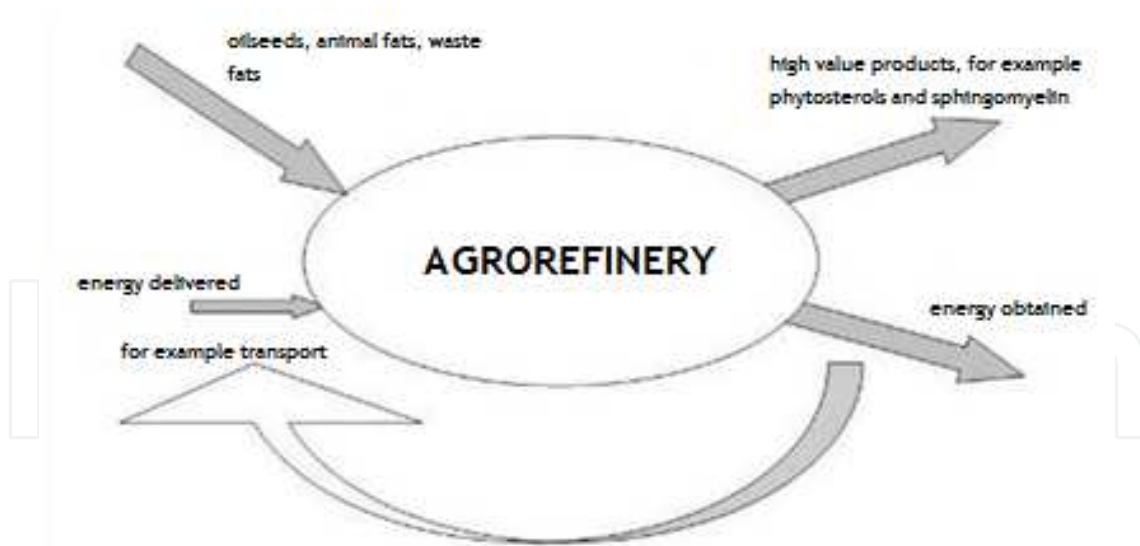 oilseeds, animal fats, waste
fats
high value products, for example
phytosterols and sphingomyelin
AGROREFINERY
energy delivered
for example transport
energy obtained